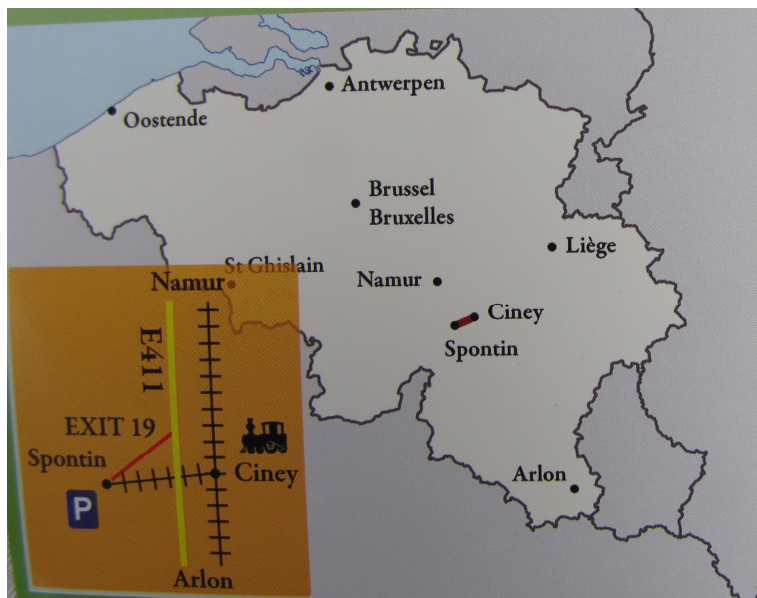 Antwerpen
Oostende
Brussel
Bruxelles
Liège
St Ghislain
Namur
Ciney
Spontin
Arlon
Namur
E411
EXIT 19
Spontin
Ciney
P
Arlon